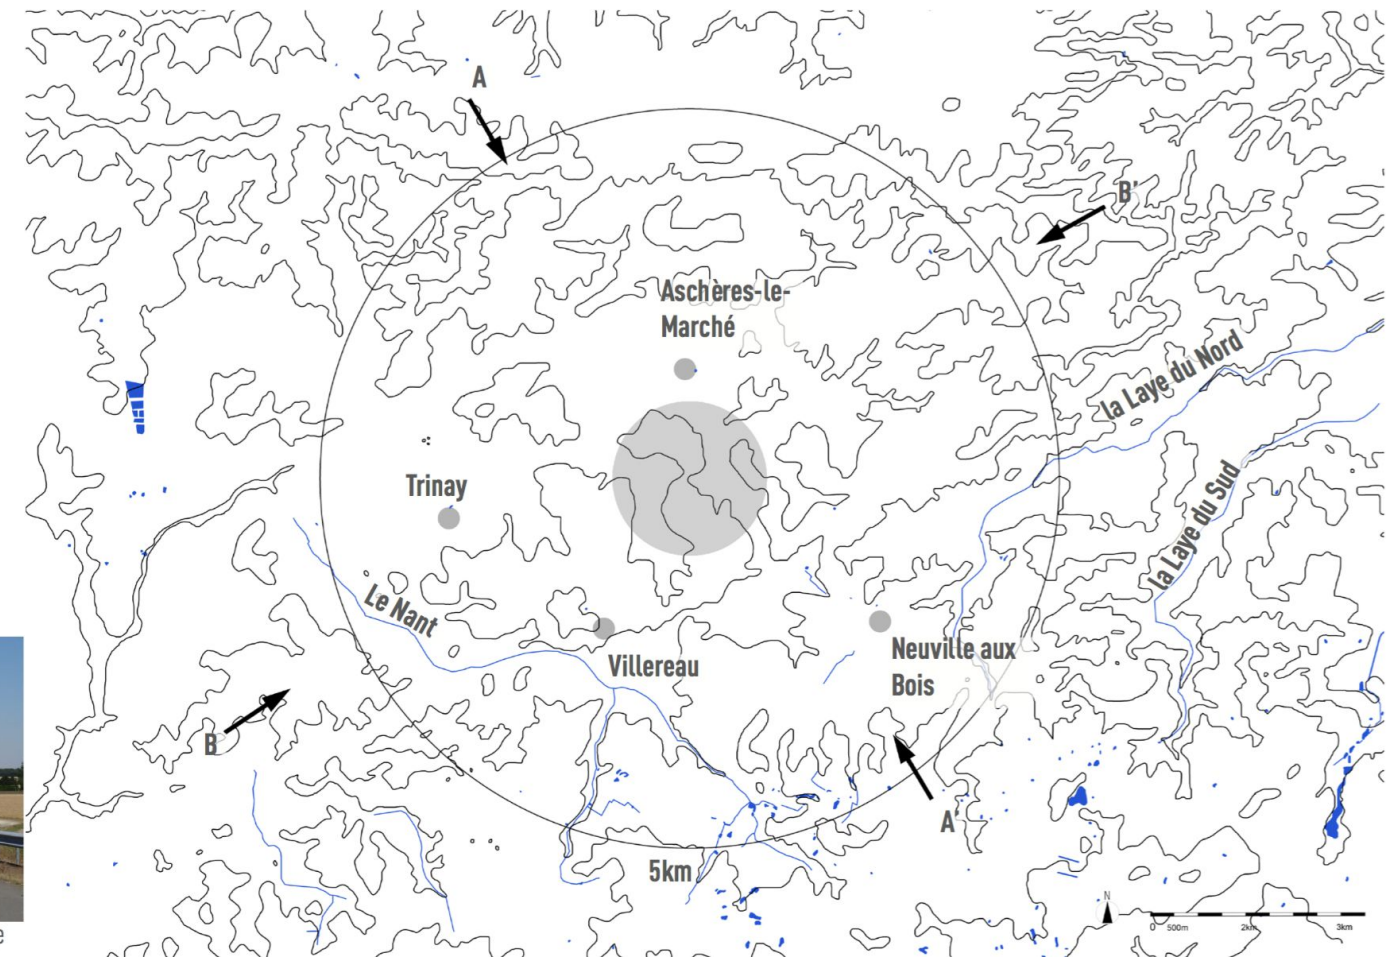 A
B’
Aschères-le-
Marché
la Laye du Nord
Trinay
la Laye du Sud
Le Nant
Villereau
Neuville aux
Bois
B
A’
5km
N
0 500m 2km 3km
e